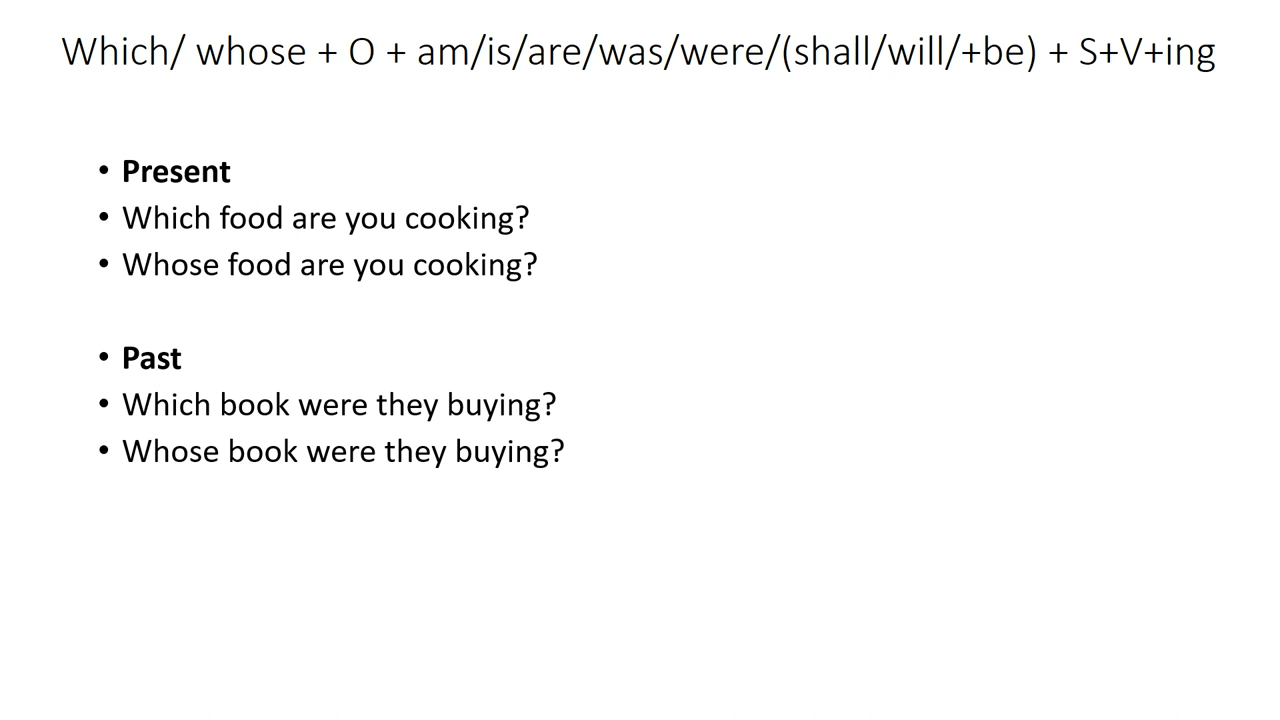 Which/ whose + O + am/is/are/was/were/(shall/will/+be) + S+V+ing
• Present
• Which food are you cooking?
• Whose food are you cooking?
• Past
• Which book were they buying?
• Whose book were they buying?